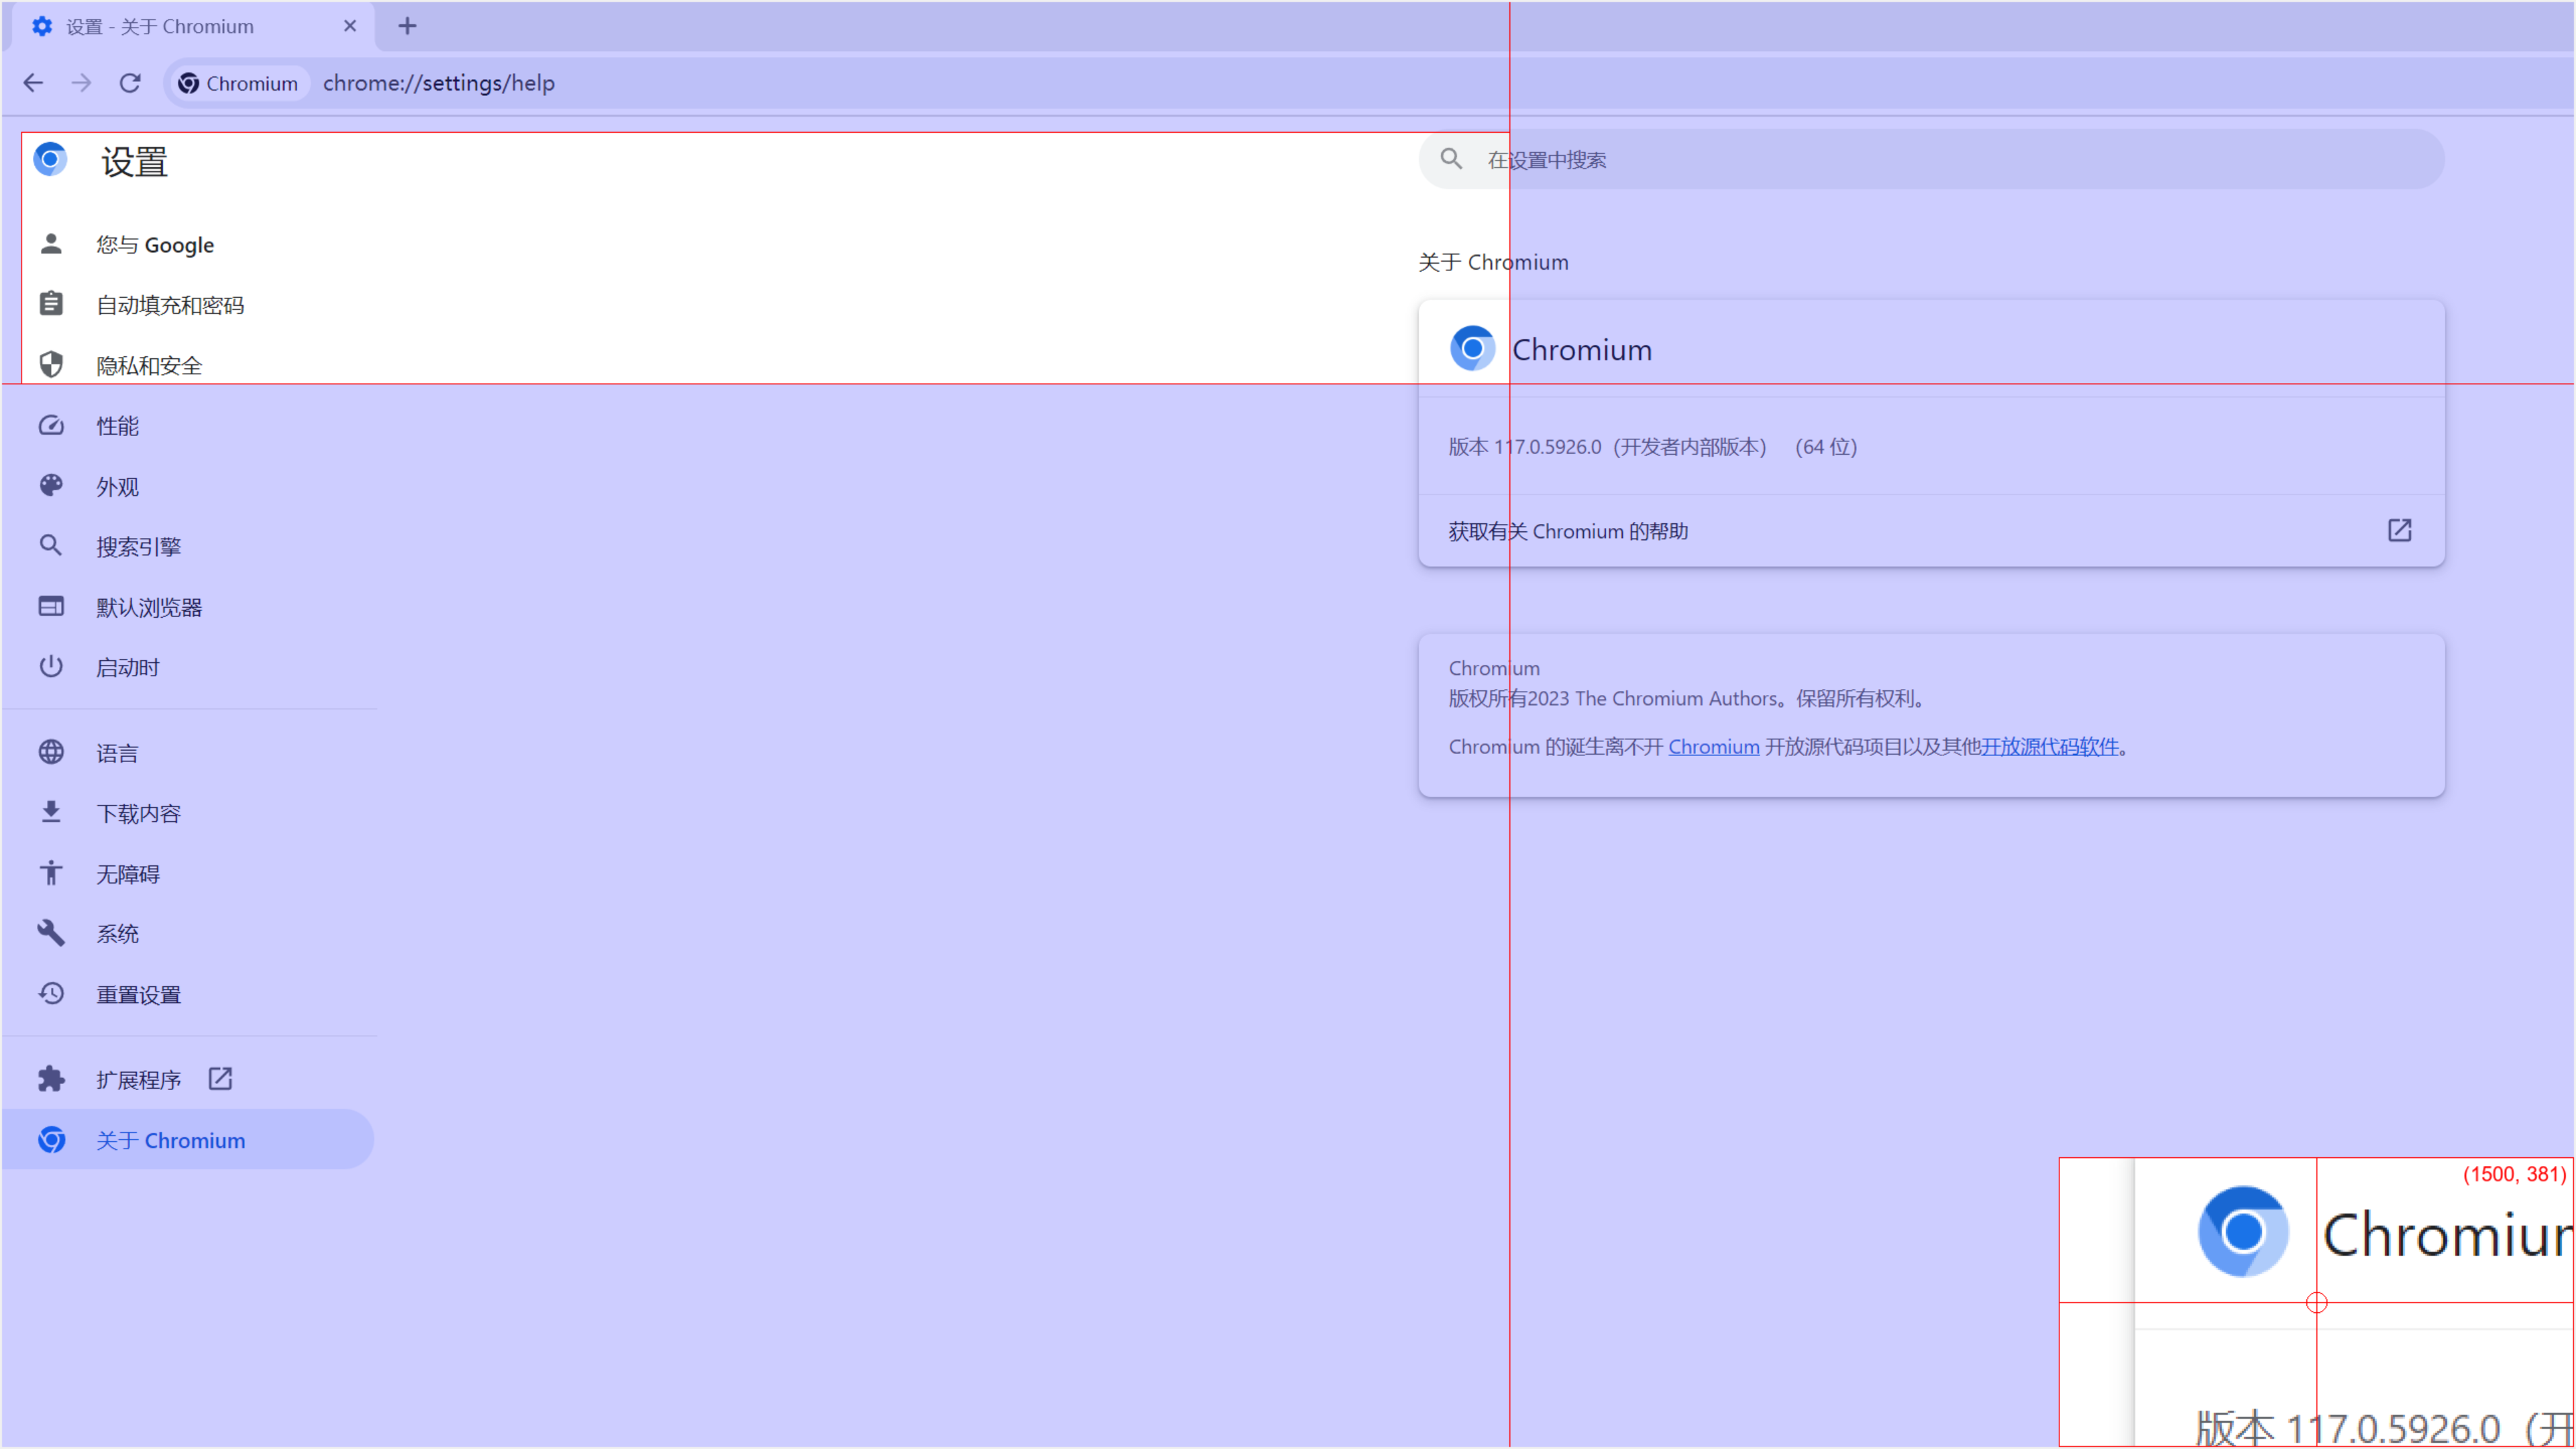 设置 - 关于 Chromium
Chromium chrome://settings/help
设置
在设置中搜索
您与 Google
自动填充和密码
隐私和安全
性能
外观
搜索引擎
默认浏览器
启动时
语言
下载内容
无障碍
系统
重置设置
扩展程序
关于 Chromium
关于 Chromium
Chromium
版本 117.0.5926.0（开发者内部版本） （64 位）
获取有关 Chromium 的帮助
Chromium
版权所有2023 The Chromium Authors。保留所有权利。
Chromium 的诞生离不开 Chromium 开放源代码项目以及其他开放源代码软件。
(1500, 381)
Chromiu
版本 117.0.5926.0（开